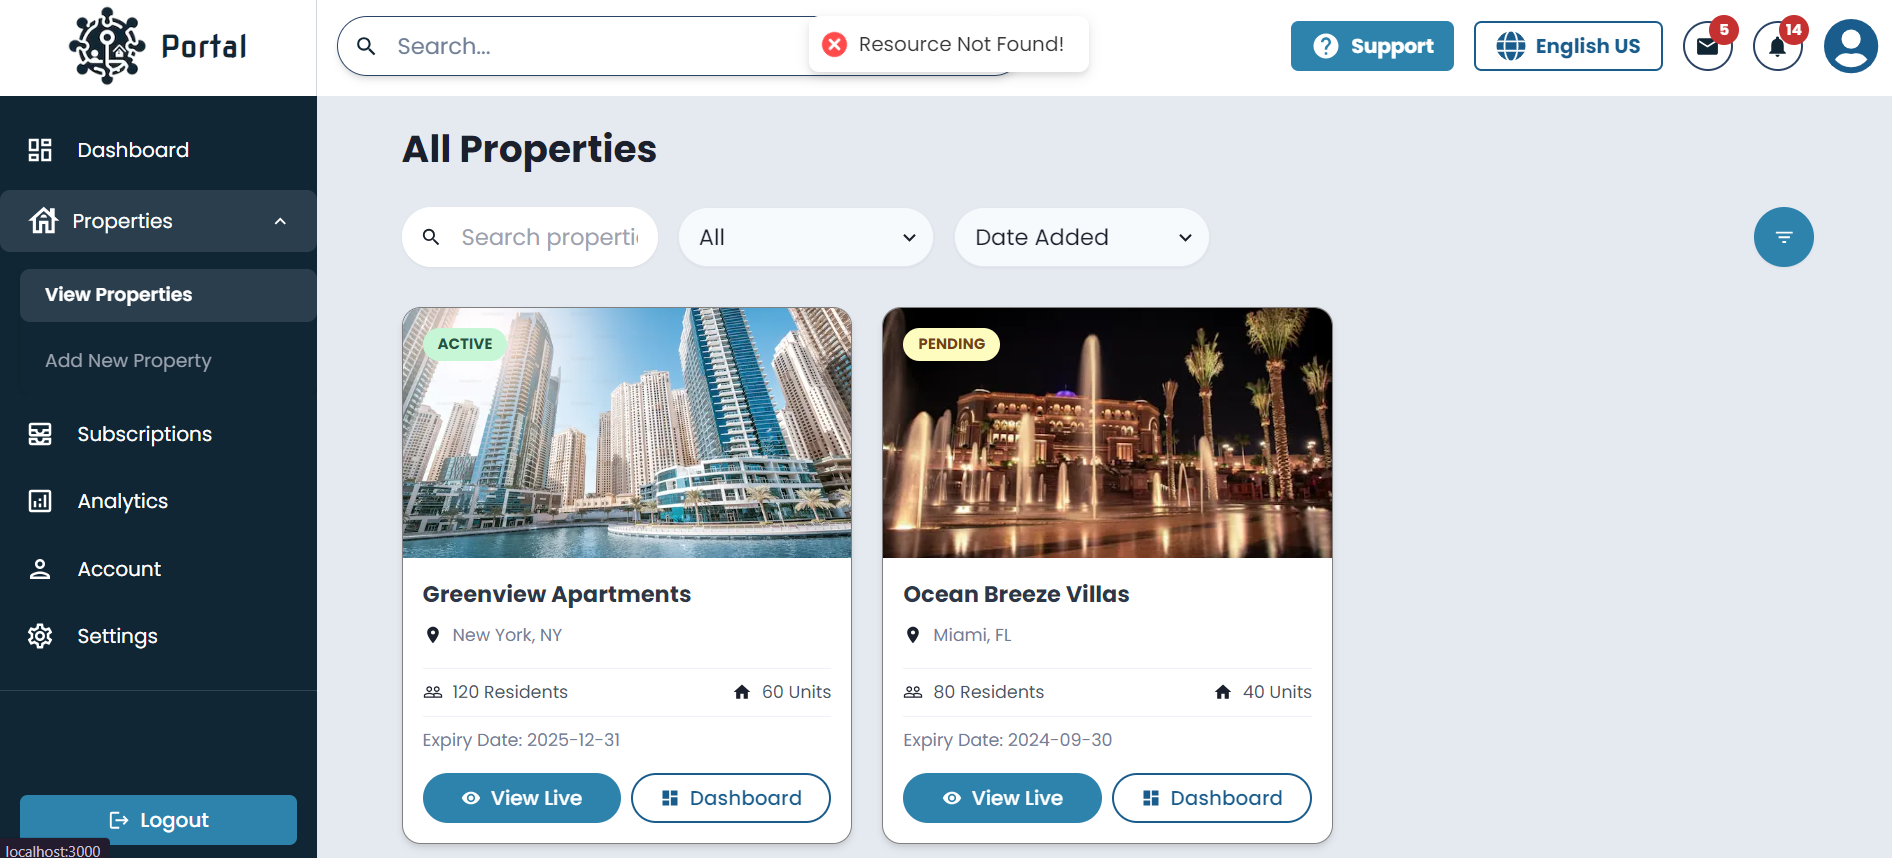 Portal
Search...
Resource Not Found!
Support
English US
5
14
Dashboard
Properties
View Properties
Add New Property
Subscriptions
Analytics
Account
Settings
Logout
localhost:3000
All Properties
Search properti
All
Date Added
ACTIVE
Greenview Apartments
New York, NY
120 Residents
60 Units
Expiry Date: 2025-12-31
View Live
Dashboard
PENDING
Ocean Breeze Villas
Miami, FL
80 Residents
40 Units
Expiry Date: 2024-09-30
View Live
Dashboard